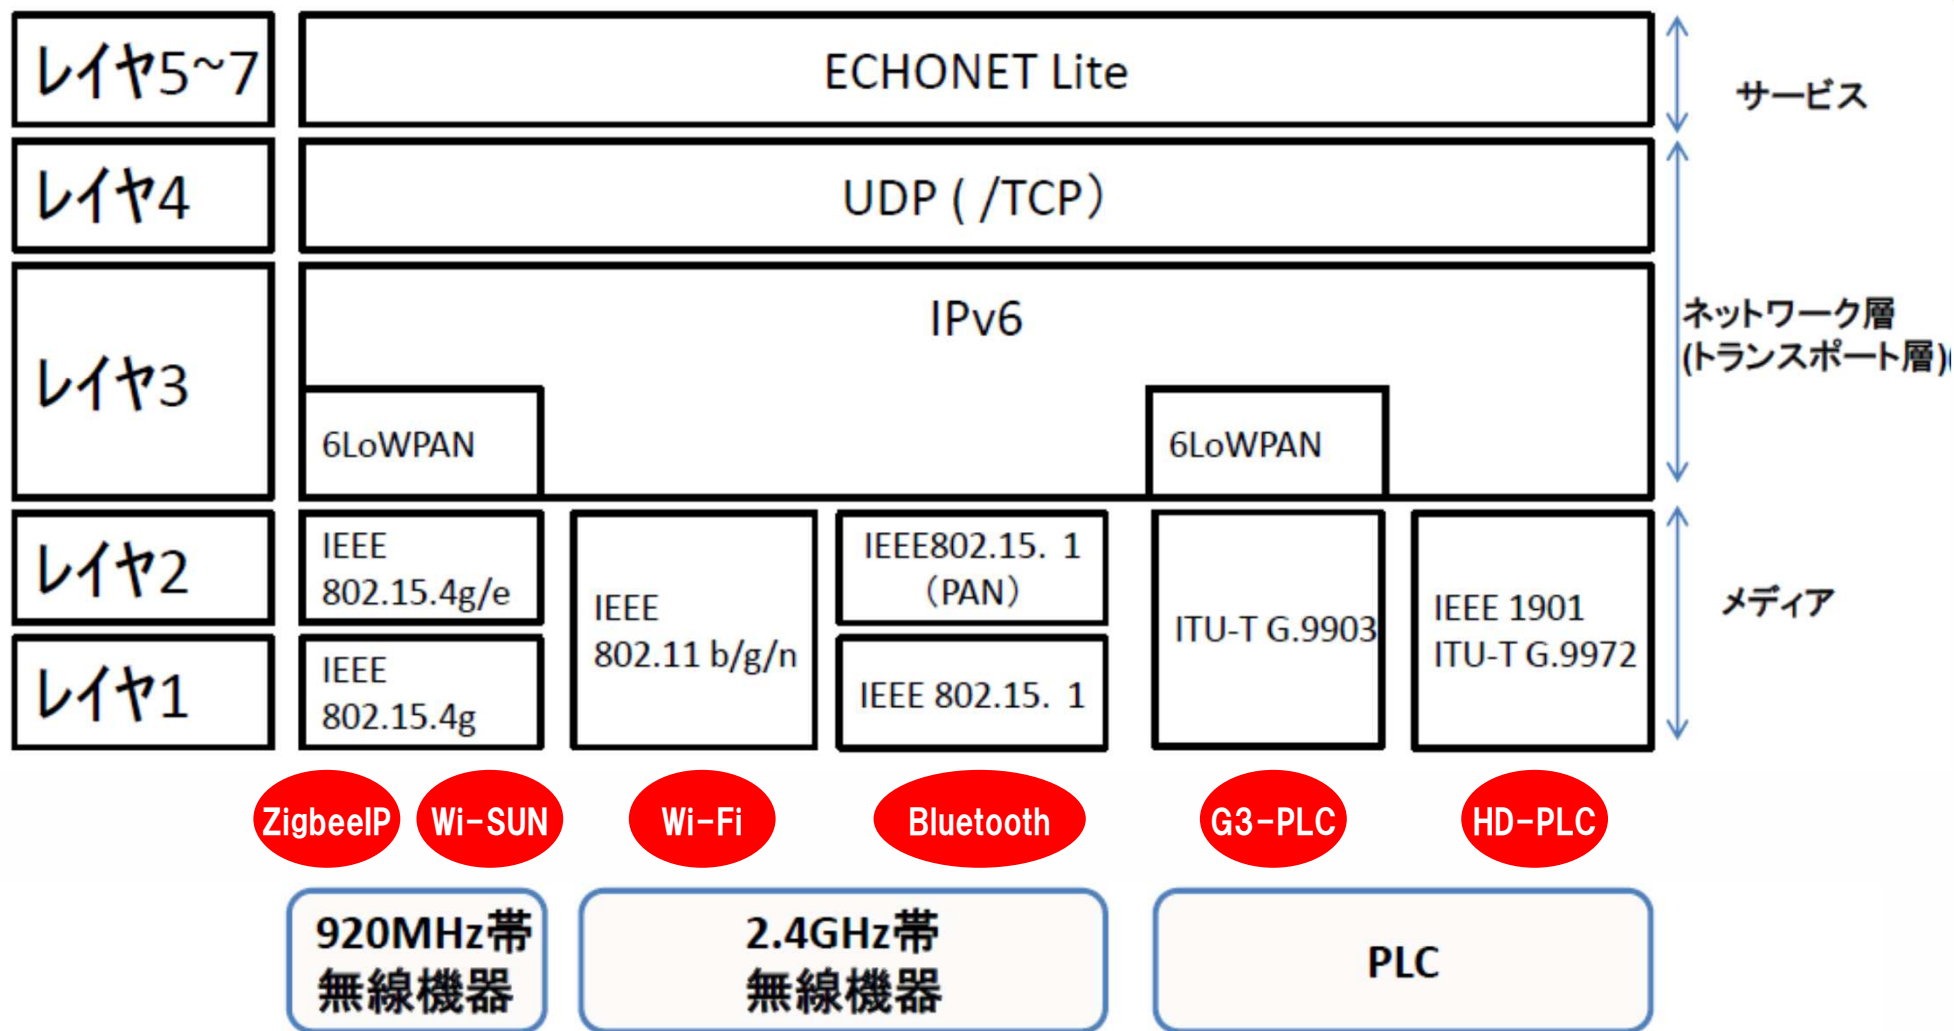 レイヤ5~7
ECHONET Lite
サービス
レイヤ4
UDP ( /TCP）
レイヤ3
IPv6
ネットワーク層
(トランスポート層)(
6LoWPAN
6LoWPAN
レイヤ2
IEEE
802.15.4g/e
IEEE
802.11 b/g/n
IEEE802.15. 1
（PAN）
ITU-T G.9903
IEEE 1901
ITU-T G.9972
メディア
レイヤ1
IEEE
802.15.4g
IEEE 802.15. 1
ZigbeeIP
Wi-SUN
Wi-Fi
Bluetooth
G3-PLC
HD-PLC
920MHz帯
無線機器
2.4GHz帯
無線機器
PLC